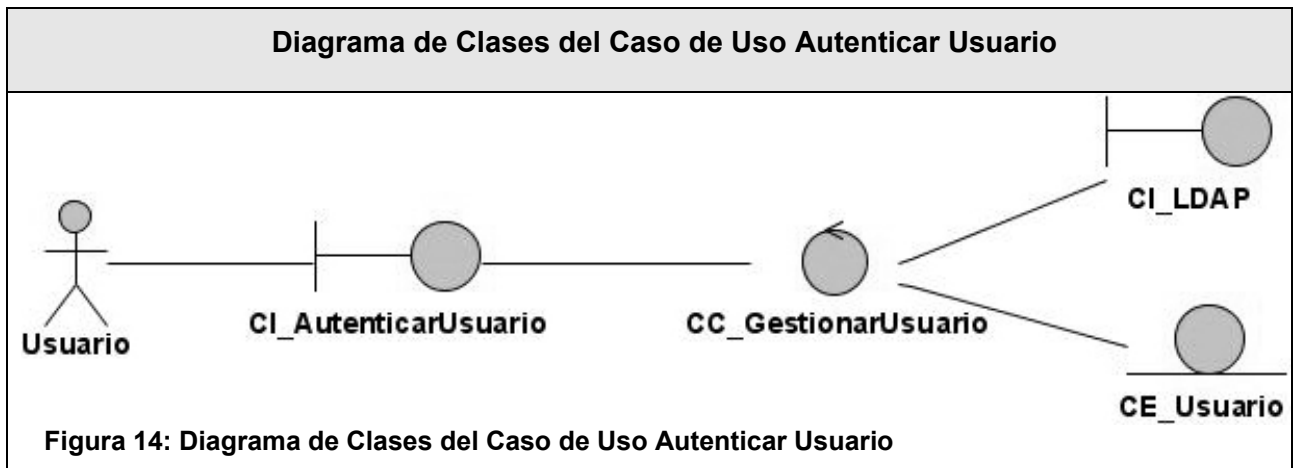 Diagrama de Clases del Caso de Uso Autenticar Usuario
CI_LDAP
Usuario
CI_AutenticarUsuario
CC_GestionarUsuario
CE_Usuario
Figura 14: Diagrama de Clases del Caso de Uso Autenticar Usuario